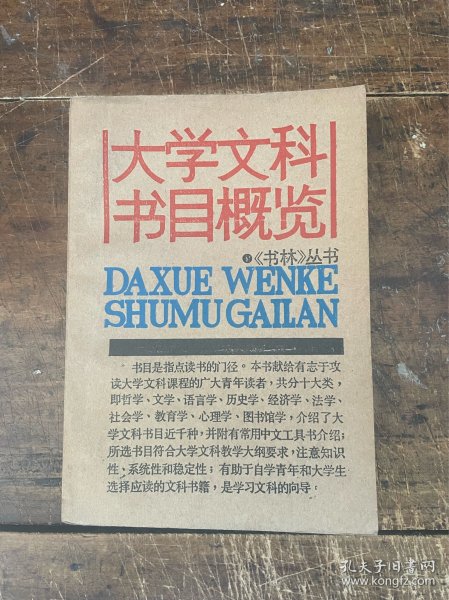 大学文科
书目概览
《书林》丛书
DAXUE WENKE
SHUMU GAILAN
书目是指点读书的门径。本书献给有志于攻
读大学文科课程的广大青年读者，共分十大类，
即哲学、文学、语言学、历史学、经济学、法学、
社会学、教育学、心理学、图书馆学，介绍了大
学文科书目近千种，并附有常用中文工具书介绍；
所选书目符合大学文科教学大纲要求，注意知识
性、系统性和稳定性；有助于自学青年和大学生
选择应读的文科书籍，是学习文科的向导。
孔夫子旧书网
www.kongfz.com